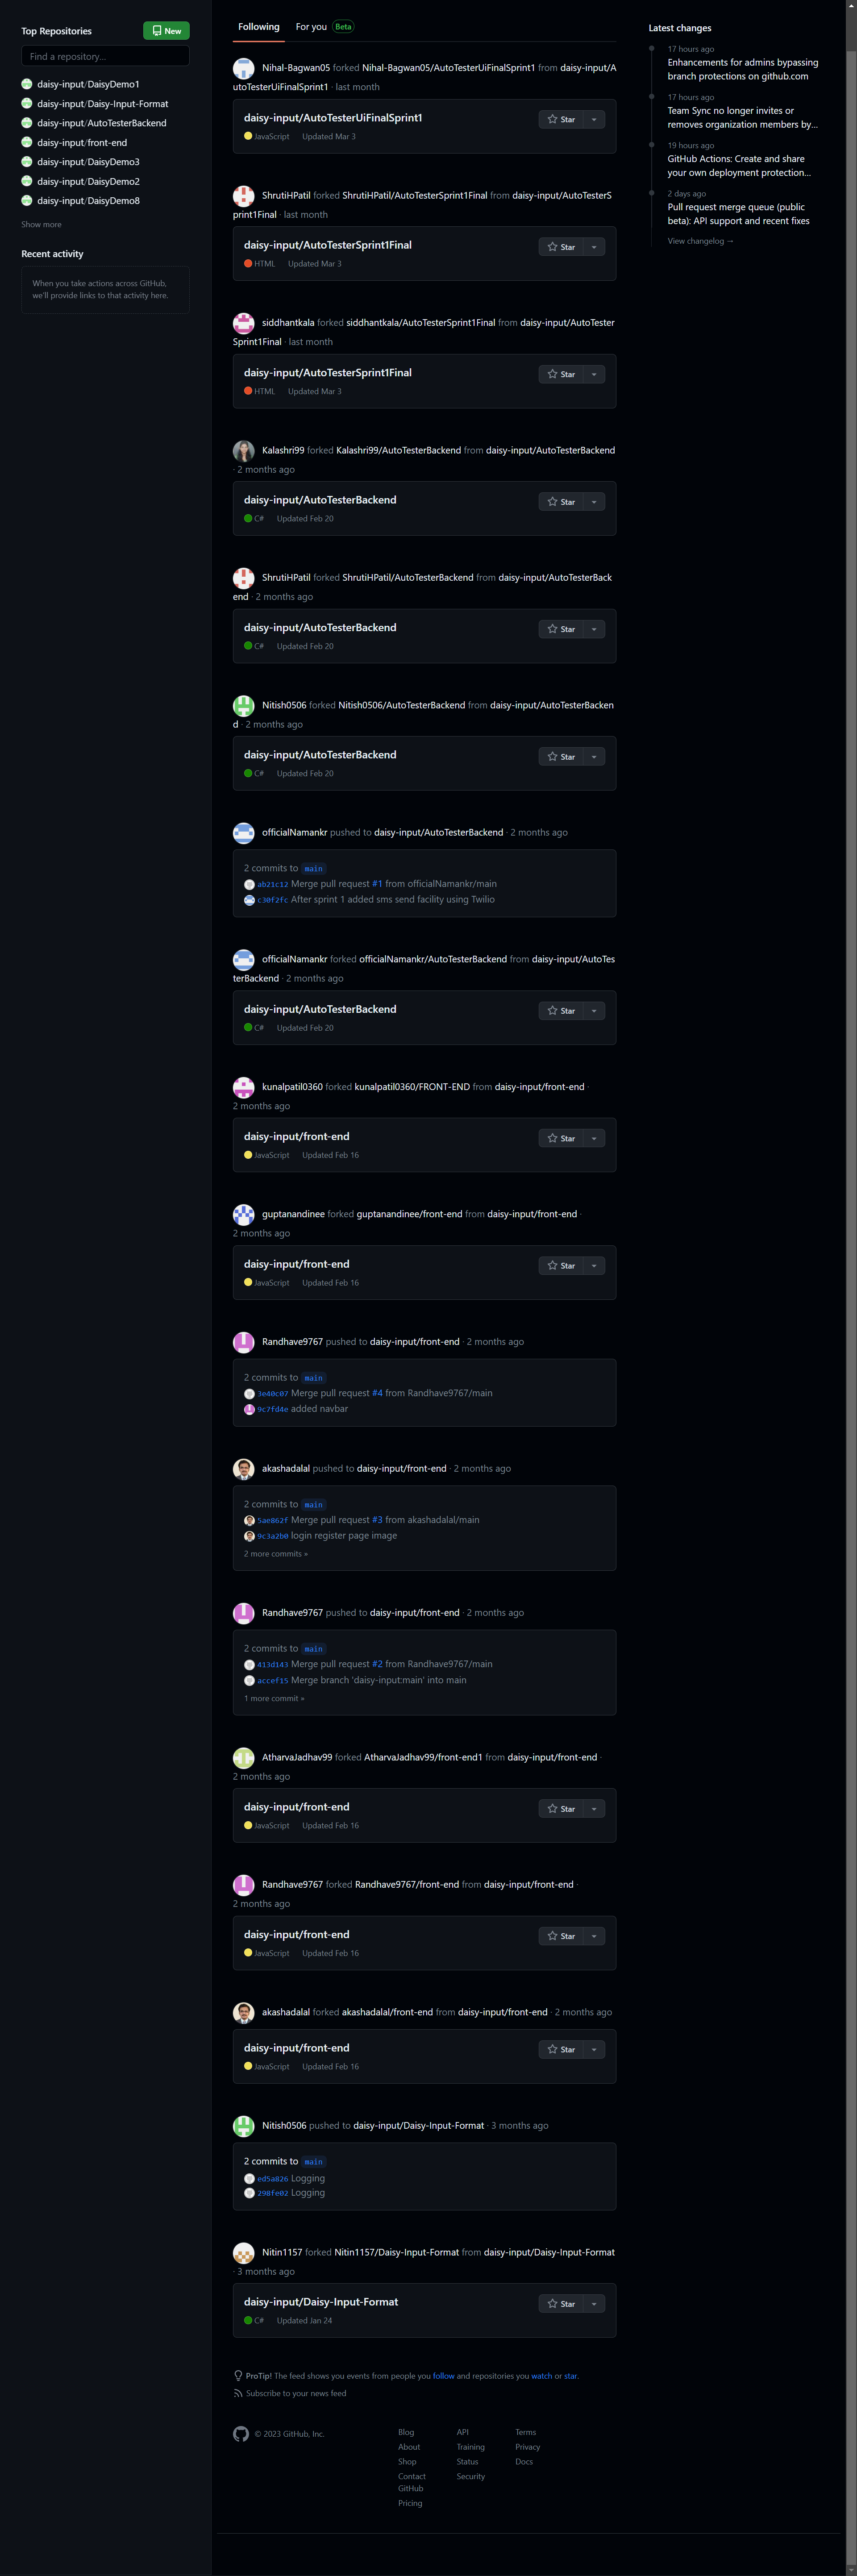 Top Repositories
New
Find a repository...
daisy-input/DaisyDemo1
daisy-input/Daisy-Input-Format
daisy-input/AutoTesterBackend
daisy-input/front-end
daisy-input/DaisyDemo3
daisy-input/DaisyDemo2
daisy-input/DaisyDemo8
Show more
Recent activity
When you take actions across GitHub,
we'll provide links to that activity here.
Following For you Beta
Nihal-Bagwan05 forked Nihal-Bagwan05/AutoTesterUiFinalSprint1 from daisy-input/A
utoTesterUiFinalSprint1 · last month
daisy-input/AutoTesterUiFinalSprint1
Star
JavaScript Updated Mar 3
ShrutiHPatil forked ShrutiHPatil/AutoTesterSprint1Final from daisy-input/AutoTesterS
print1Final · last month
daisy-input/AutoTesterSprint1Final
Star
HTML Updated Mar 3
siddhantkala forked siddhantkala/AutoTesterSprint1Final from daisy-input/AutoTester
Sprint1Final · last month
daisy-input/AutoTesterSprint1Final
Star
HTML Updated Mar 3
Kalashri99 forked Kalashri99/AutoTesterBackend from daisy-input/AutoTesterBackend
· 2 months ago
daisy-input/AutoTesterBackend
Star
C# Updated Feb 20
ShrutiHPatil forked ShrutiHPatil/AutoTesterBackend from daisy-input/AutoTesterBack
end · 2 months ago
daisy-input/AutoTesterBackend
Star
C# Updated Feb 20
Nitish0506 forked Nitish0506/AutoTesterBackend from daisy-input/AutoTesterBacken
d · 2 months ago
daisy-input/AutoTesterBackend
Star
C# Updated Feb 20
officialNamankr pushed to daisy-input/AutoTesterBackend · 2 months ago
2 commits to main
ab21c12 Merge pull request #1 from officialNamankr/main
c30f2fc After sprint 1 added sms send facility using Twilio
officialNamankr forked officialNamankr/AutoTesterBackend from daisy-input/AutoTes
terBackend · 2 months ago
daisy-input/AutoTesterBackend
Star
C# Updated Feb 20
kunalpatil0360 forked kunalpatil0360/FRONT-END from daisy-input/front-end ·
2 months ago
daisy-input/front-end
Star
JavaScript Updated Feb 16
guptanandinee forked guptanandinee/front-end from daisy-input/front-end ·
2 months ago
daisy-input/front-end
Star
JavaScript Updated Feb 16
Randhave9767 pushed to daisy-input/front-end · 2 months ago
2 commits to main
3e40c07 Merge pull request #4 from Randhave9767/main
9c7fd4e added navbar
akashadalal pushed to daisy-input/front-end · 2 months ago
2 commits to main
5ae862f Merge pull request #3 from akashadalal/main
9c3a2b0 login register page image
2 more commits »
Randhave9767 pushed to daisy-input/front-end · 2 months ago
2 commits to main
413d143 Merge pull request #2 from Randhave9767/main
accef15 Merge branch 'daisy-input:main' into main
1 more commit »
AtharvaJadhav99 forked AtharvaJadhav99/front-end1 from daisy-input/front-end ·
2 months ago
daisy-input/front-end
Star
JavaScript Updated Feb 16
Randhave9767 forked Randhave9767/front-end from daisy-input/front-end ·
2 months ago
daisy-input/front-end
Star
JavaScript Updated Feb 16
akashadalal forked akashadalal/front-end from daisy-input/front-end · 2 months ago
daisy-input/front-end
Star
JavaScript Updated Feb 16
Nitish0506 pushed to daisy-input/Daisy-Input-Format · 3 months ago
2 commits to main
ed5a826 Logging
298fe02 Logging
Nitin1157 forked Nitin1157/Daisy-Input-Format from daisy-input/Daisy-Input-Format
· 3 months ago
daisy-input/Daisy-Input-Format
Star
C# Updated Jan 24
ProTip! The feed shows you events from people you follow and repositories you watch or star.
Subscribe to your news feed
© 2023 GitHub, Inc.
Blog
About
Shop
Contact
GitHub
Pricing
API
Training
Status
Security
Terms
Privacy
Docs
Latest changes
17 hours ago
Enhancements for admins bypassing
branch protections on github.com
17 hours ago
Team Sync no longer invites or
removes organization members by...
19 hours ago
GitHub Actions: Create and share
your own deployment protection...
2 days ago
Pull request merge queue (public
beta): API support and recent fixes
View changelog →